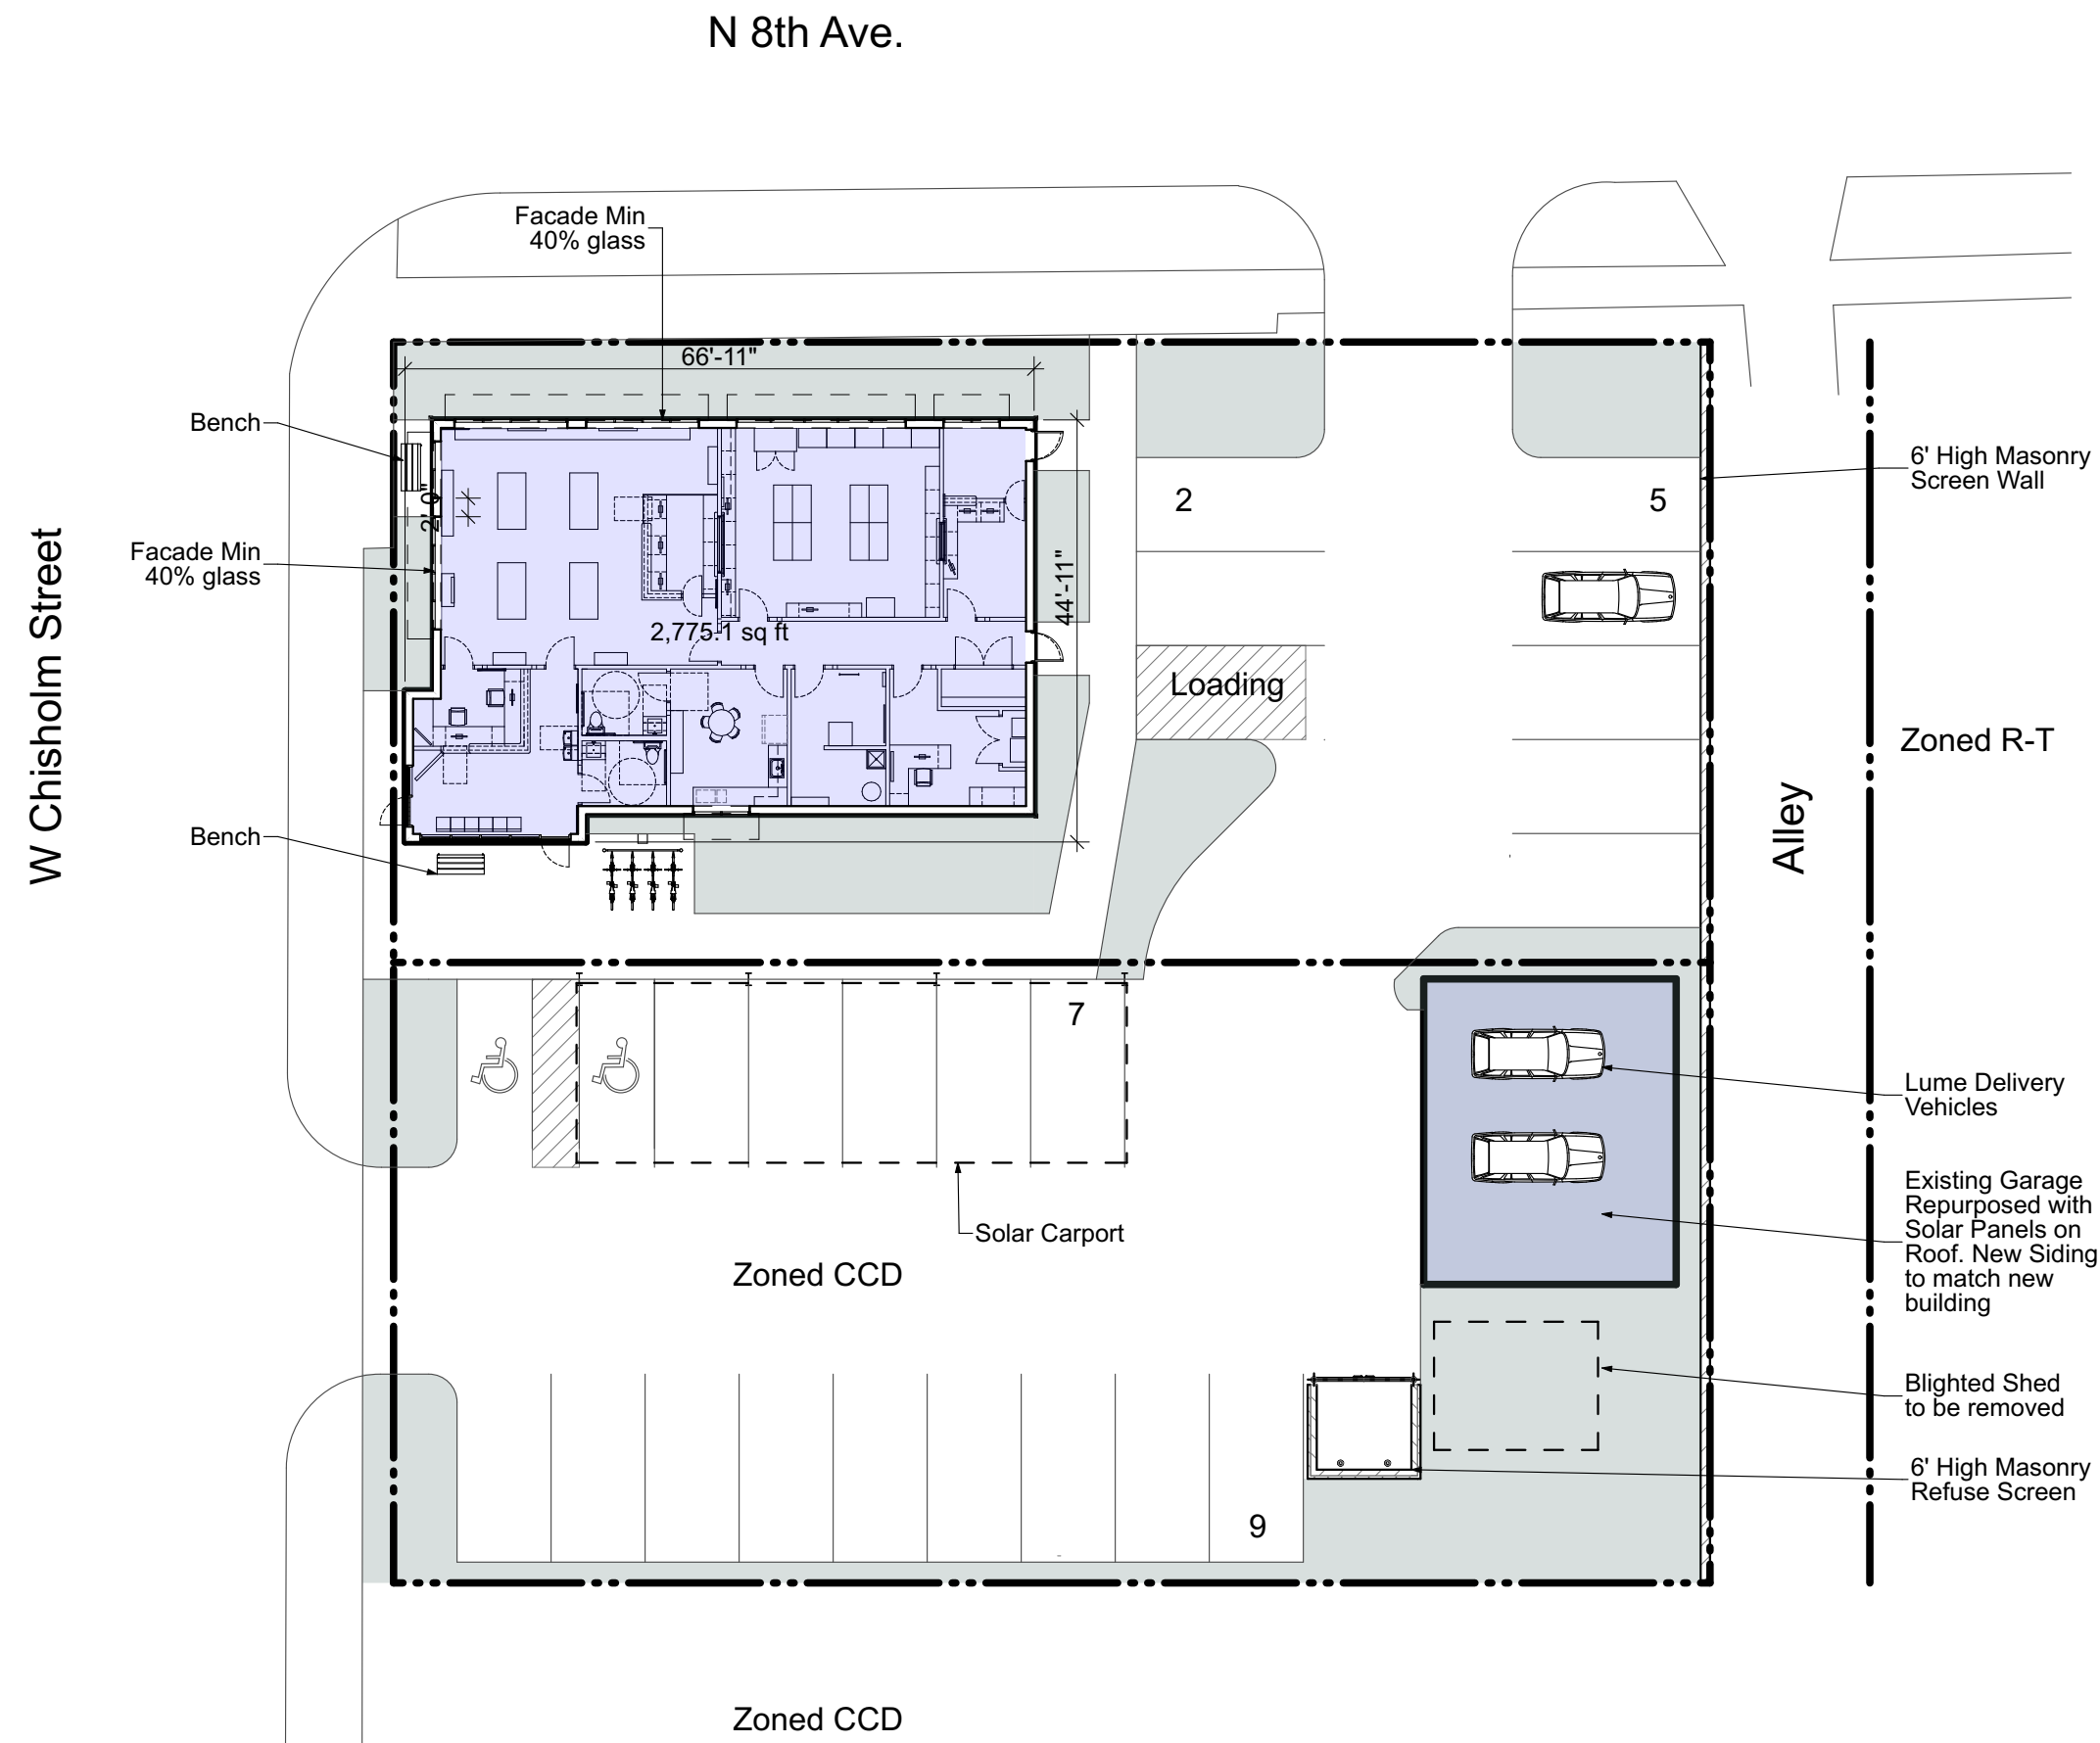 N 8th Ave.
Facade Min
40% glass
66'-11"
Bench
2'-0"
6' High Masonry
Screen Wall
2
5
W Chisholm Street
Facade Min
40% glass
44'-11"
2,775.1 sq ft
Loading
Zoned R-T
Alley
Bench
7
Lume Delivery
Vehicles
Existing Garage
Repurposed with
Solar Panels on
Roof. New Siding
to match new
building
Solar Carport
Zoned CCD
Blighted Shed
to be removed
6' High Masonry
Refuse Screen
9
Zoned CCD